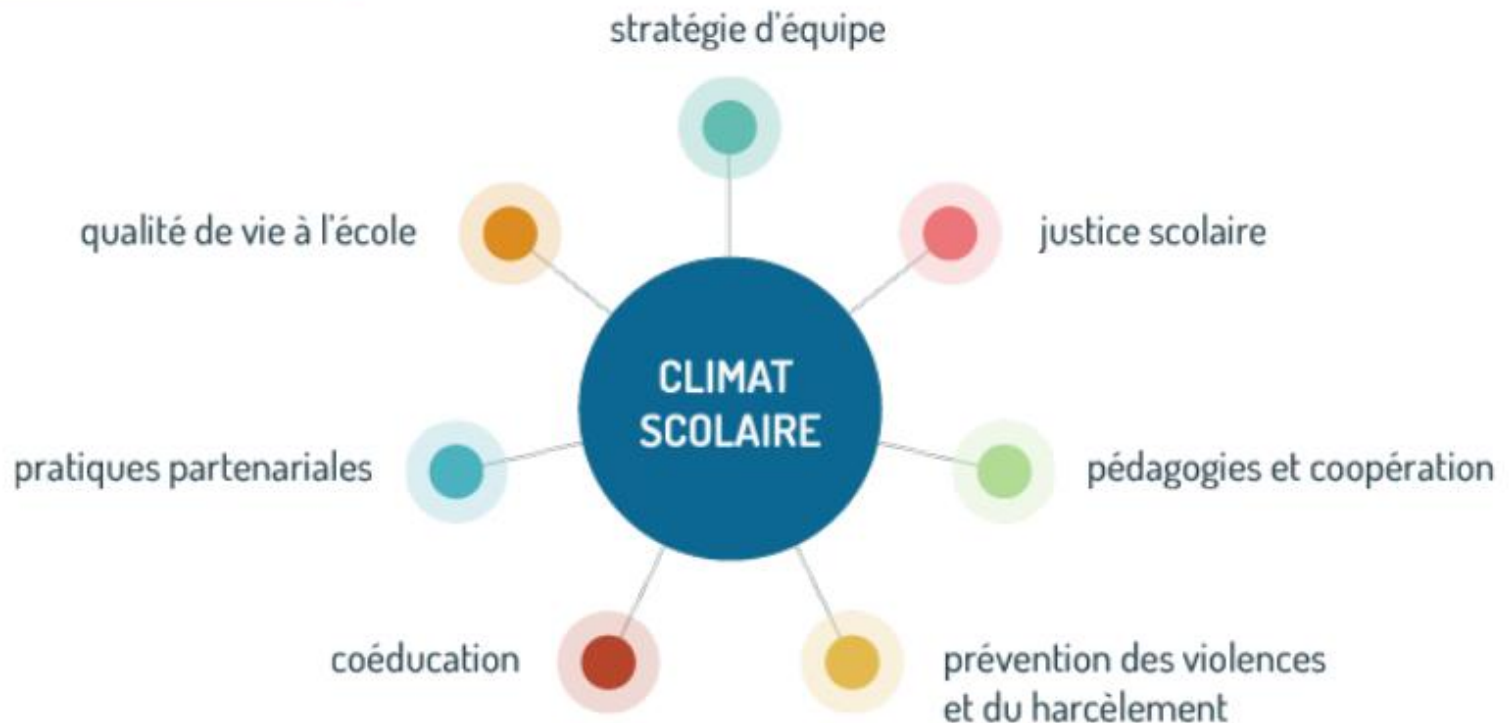 stratégie d'équipe
qualité de vie à l'école
justice scolaire
CLIMAT
SCOLAIRE
pratiques partenariales
pédagogies et coopération
coéducation
prévention des violences
et du harcèlement